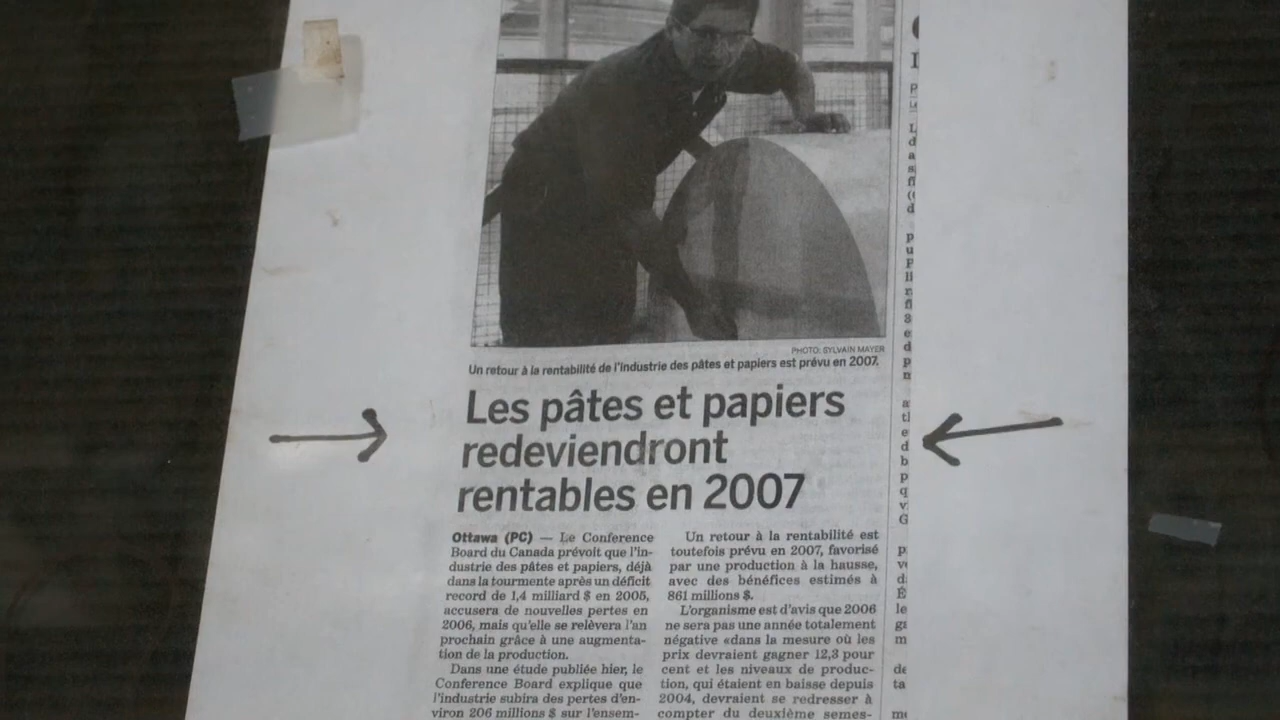 PHOTO: SYLVAIN MAYER
Un retour à la rentabilité de l'industrie des pâtes et papiers est prévu en 2007.
Les pâtes et papiers
redeviendront
rentables en 2007
Ottawa (PC) — Le Conference
Board du Canada prévoit que l'in-
dustrie des pâtes et papiers, déjà
dans la tourmente après un déficit
record de 1,4 milliard $ en 2005,
accusera de nouvelles pertes en
2006, mais qu'elle se relèvera l'an
prochain grâce à une augmenta-
tion de la production.
Dans une étude publiée hier, le
Conference Board explique que
l'industrie subira des pertes d'en-
viron 206 millions $ sur l'ensem-
Un retour à la rentabilité est
toutefois prévu en 2007, favorisé
par une production à la hausse,
avec des bénéfices estimés à
861 millions $.
L'organisme est d'avis que 2006
ne sera pas une année totalement
négative «dans la mesure où les
prix devraient gagner 12,3 pour
cent et les niveaux de produc-
tion, qui étaient en baisse depuis
2004, devraient se redresser à
compter du deuxième semes-